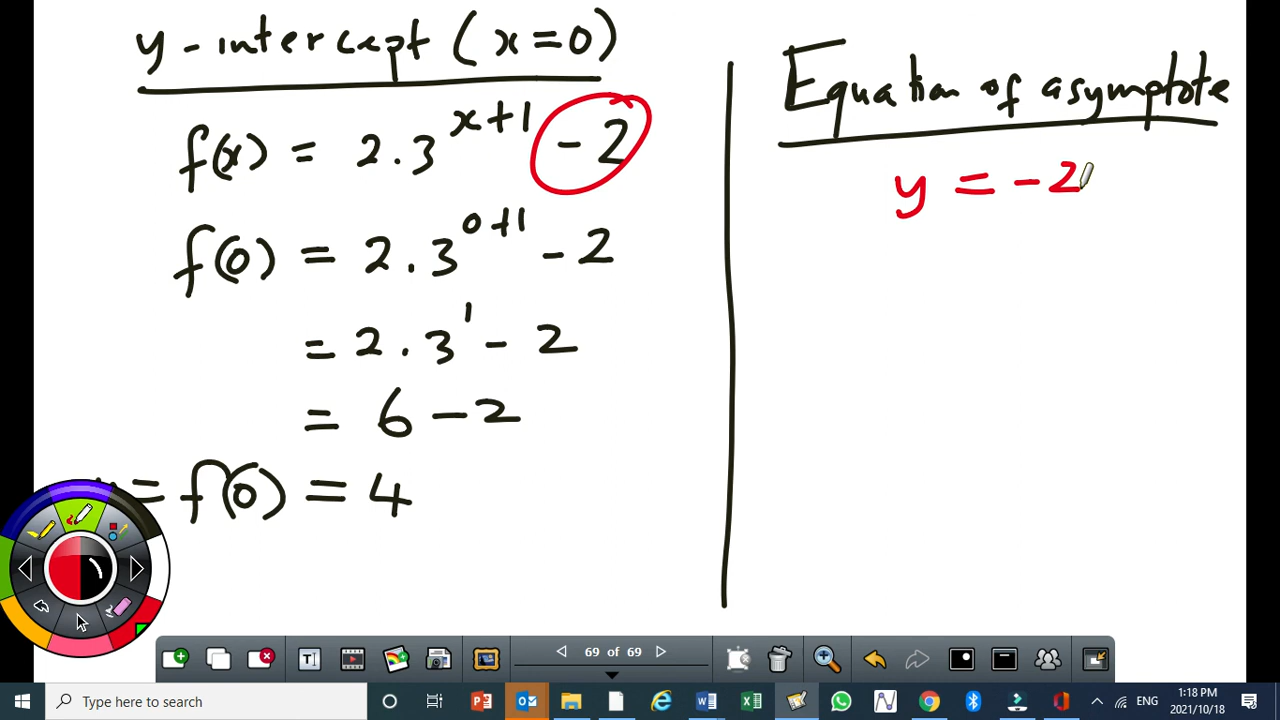 y-intercept (x=0)
f(x) = 2.3^{x+1} - 2
f(0) = 2.3^{0+1} - 2
= 2.3^{1} - 2
= 6 - 2
= f(0) = 4
Equation of asymptote
y = -2
69 of 69
Type here to search
ENG
1:18 PM
2021/10/18